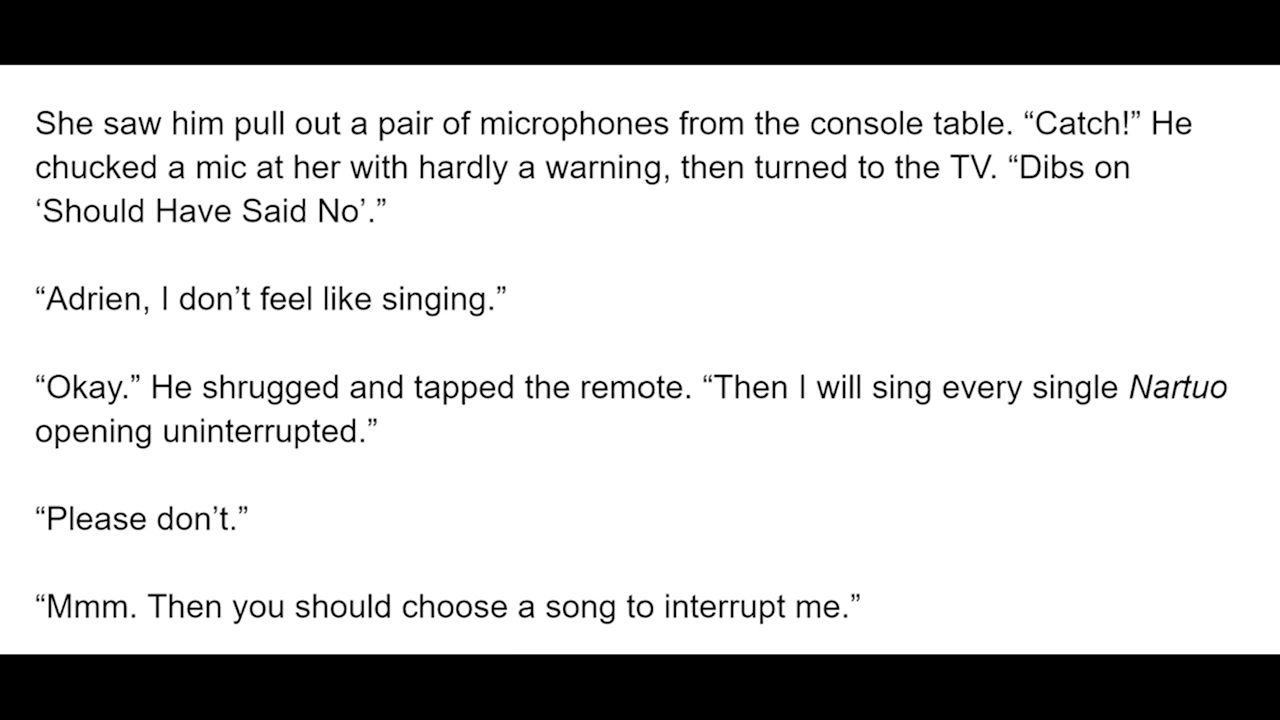 She saw him pull out a pair of microphones from the console table. “Catch!” He
chucked a mic at her with hardly a warning, then turned to the TV. “Dibs on
‘Should Have Said No’.”
“Adrien, I don’t feel like singing.”
“Okay.” He shrugged and tapped the remote. “Then I will sing every single Nartuo
opening uninterrupted.”
“Please don’t.”
“Mmm. Then you should choose a song to interrupt me.”